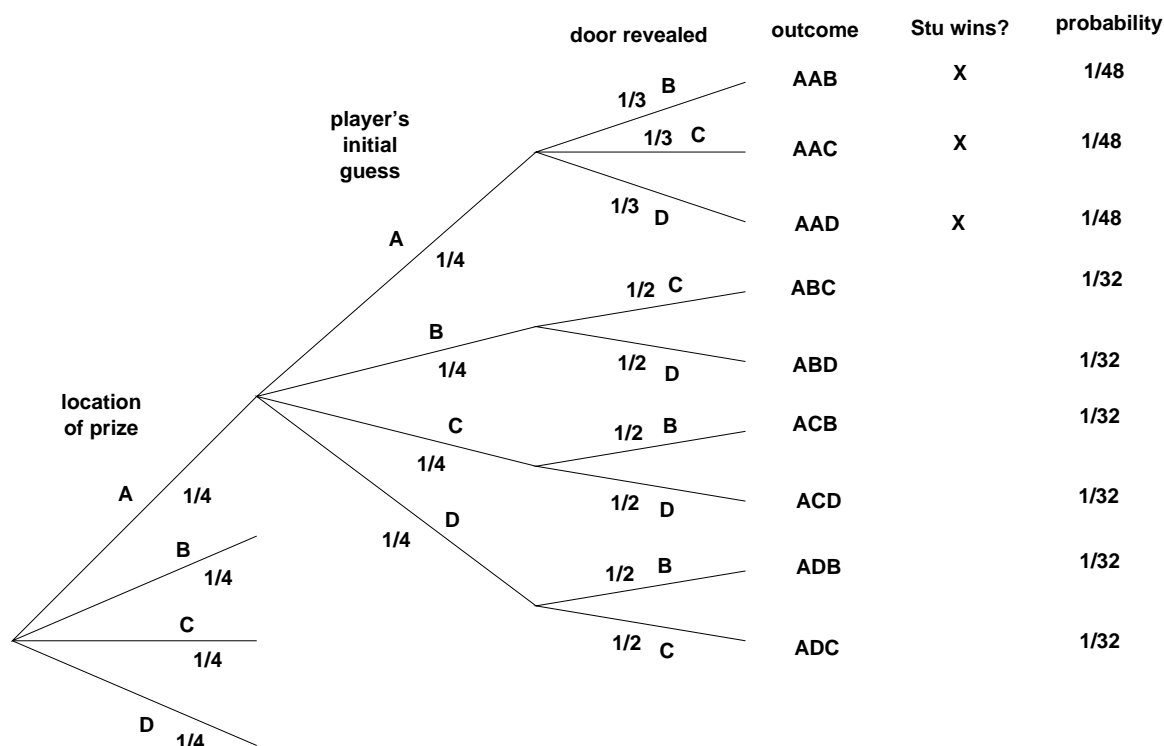 door revealed outcome Stu wins? probability
B
1/3
AAB X 1/48
player's
initial
guess
1/3 C
AAC X 1/48
1/3 D
AAD X 1/48
A
1/4
1/2 C
ABC 1/32
B
1/4
1/2 D
ABD 1/32
location
of prize
C
1/4
1/2 B
ACB 1/32
1/2 D
ACD 1/32
A
1/4
D
1/4
1/2 B
ADB 1/32
B
1/4
1/2 C
ADC 1/32
C
1/4
D
1/4